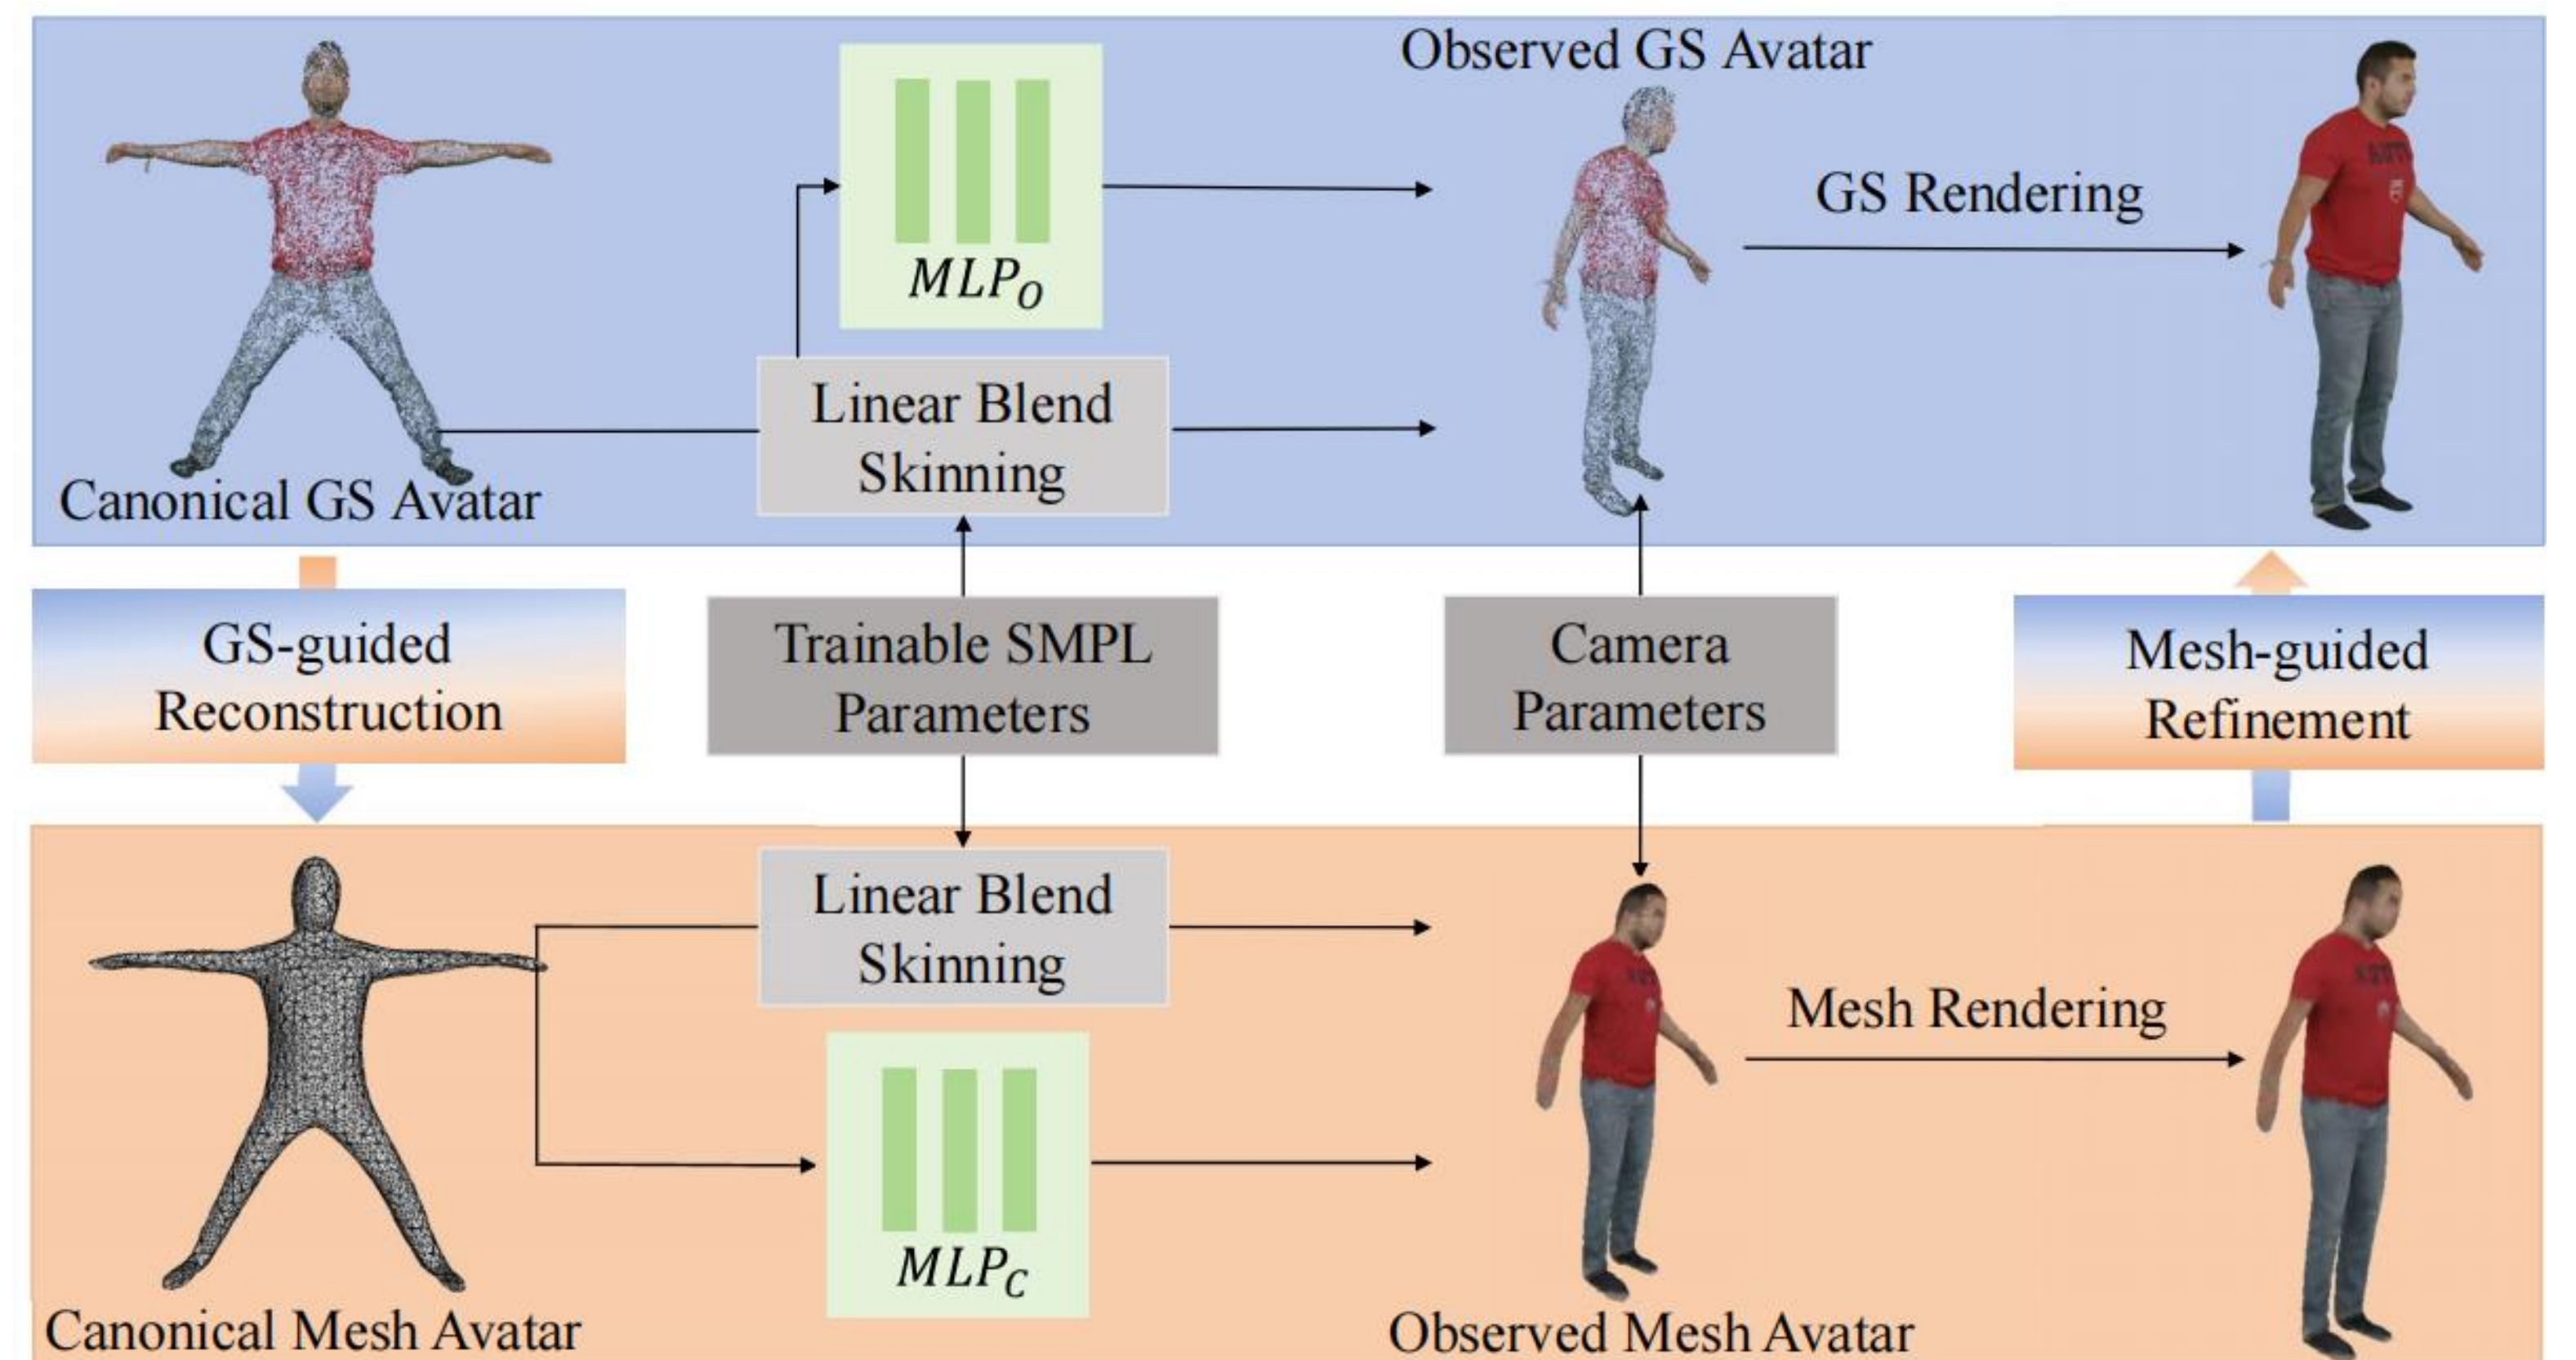 Observed GS Avatar
GS Rendering
MLP_O
Linear Blend
Skinning
Canonical GS Avatar
GS-guided
Reconstruction
Trainable SMPL
Parameters
Camera
Parameters
Mesh-guided
Refinement
Linear Blend
Skinning
Mesh Rendering
MLP_C
Canonical Mesh Avatar
Observed Mesh Avatar